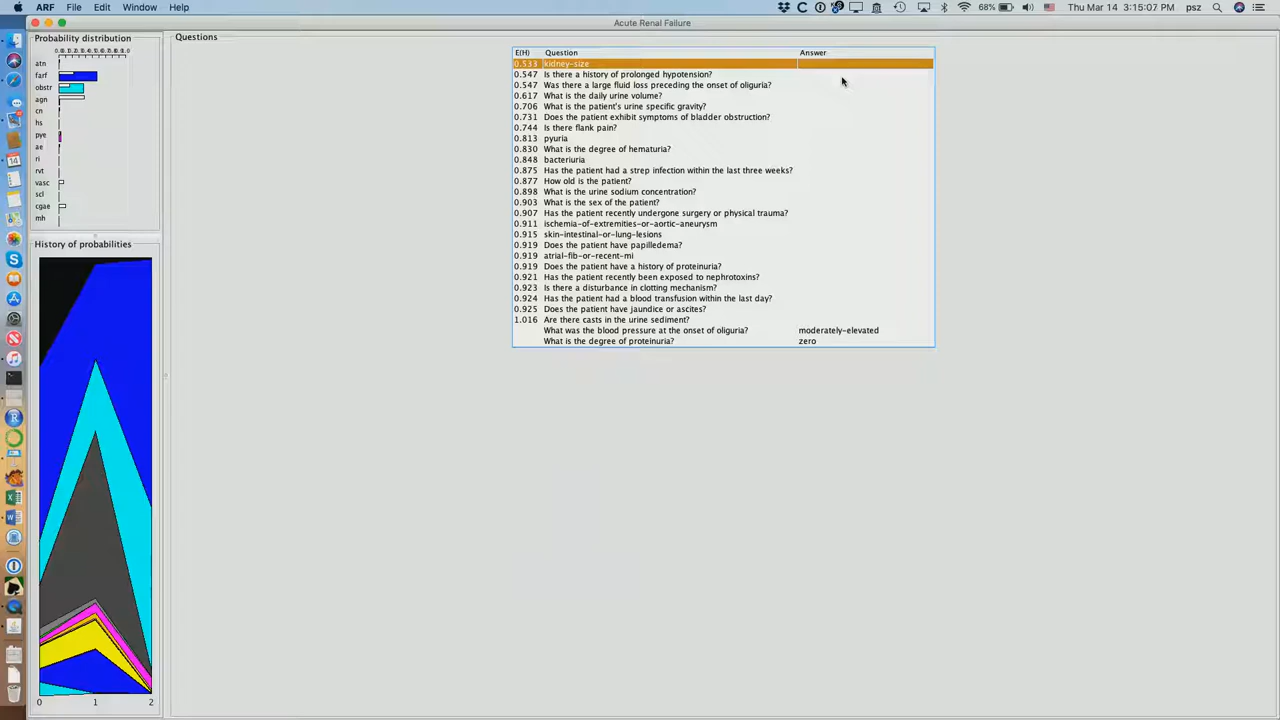 ARF File Edit Window Help
68% Thu Mar 14 3:15:07 PM psz
Acute Renal Failure
Probability distribution
atn
farf
obstr
agn
cn
hs
pye
ae
ri
rvt
vasc
scl
cgae
mh
History of probabilities
0 1 2
Questions
E(H) Question Answer
0.533 kidney-size
0.547 Is there a history of prolonged hypotension?
0.547 Was there a large fluid loss preceding the onset of oliguria?
0.617 What is the daily urine volume?
0.706 What is the patient's urine specific gravity?
0.731 Does the patient exhibit symptoms of bladder obstruction?
0.744 Is there flank pain?
0.813 pyuria
0.830 What is the degree of hematuria?
0.848 bacteriuria
0.875 Has the patient had a strep infection within the last three weeks?
0.877 How old is the patient?
0.898 What is the urine sodium concentration?
0.903 What is the sex of the patient?
0.907 Has the patient recently undergone surgery or physical trauma?
0.911 ischemia-of-extremities-or-aortic-aneurysm
0.915 skin-intestinal-or-lung-lesions
0.919 Does the patient have papilledema?
0.919 atrial-fib-or-recent-mi
0.919 Does the patient have a history of proteinuria?
0.921 Has the patient recently been exposed to nephrotoxins?
0.923 Is there a disturbance in clotting mechanism?
0.924 Has the patient had a blood transfusion within the last day?
0.925 Does the patient have jaundice or ascites?
1.016 Are there casts in the urine sediment?
What was the blood pressure at the onset of oliguria? moderately-elevated
What is the degree of proteinuria? zero